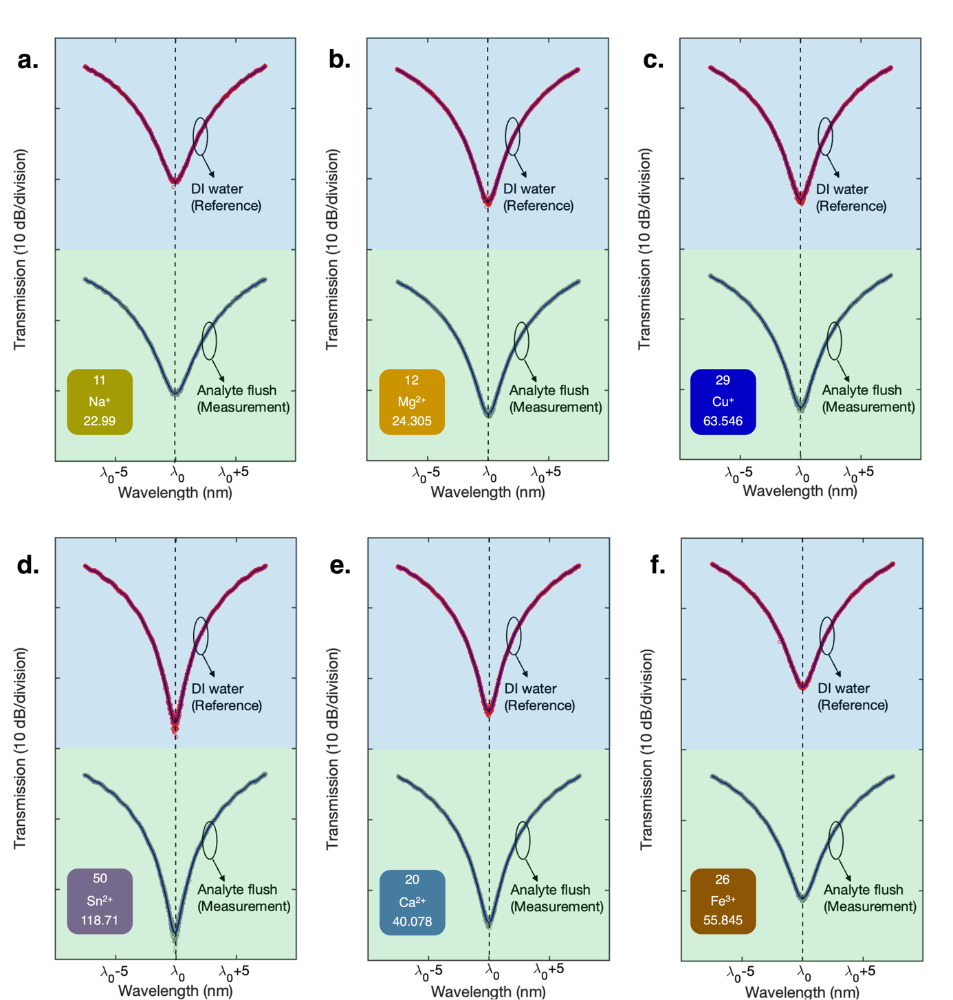 a.
Transmission (10 dB/division)
DI water
(Reference)
Analyte flush
(Measurement)
11
Na⁺
22.99
λ₀-5 λ₀ λ₀+5
Wavelength (nm)
b.
Transmission (10 dB/division)
DI water
(Reference)
Analyte flush
(Measurement)
12
Mg²⁺
24.305
λ₀-5 λ₀ λ₀+5
Wavelength (nm)
c.
Transmission (10 dB/division)
DI water
(Reference)
Analyte flush
(Measurement)
29
Cu⁺
63.546
λ₀-5 λ₀ λ₀+5
Wavelength (nm)
d.
Transmission (10 dB/division)
DI water
(Reference)
Analyte flush
(Measurement)
50
Sn²⁺
118.71
λ₀-5 λ₀ λ₀+5
Wavelength (nm)
e.
Transmission (10 dB/division)
DI water
(Reference)
Analyte flush
(Measurement)
20
Ca²⁺
40.078
λ₀-5 λ₀ λ₀+5
Wavelength (nm)
f.
Transmission (10 dB/division)
DI water
(Reference)
Analyte flush
(Measurement)
26
Fe³⁺
55.845
λ₀-5 λ₀ λ₀+5
Wavelength (nm)